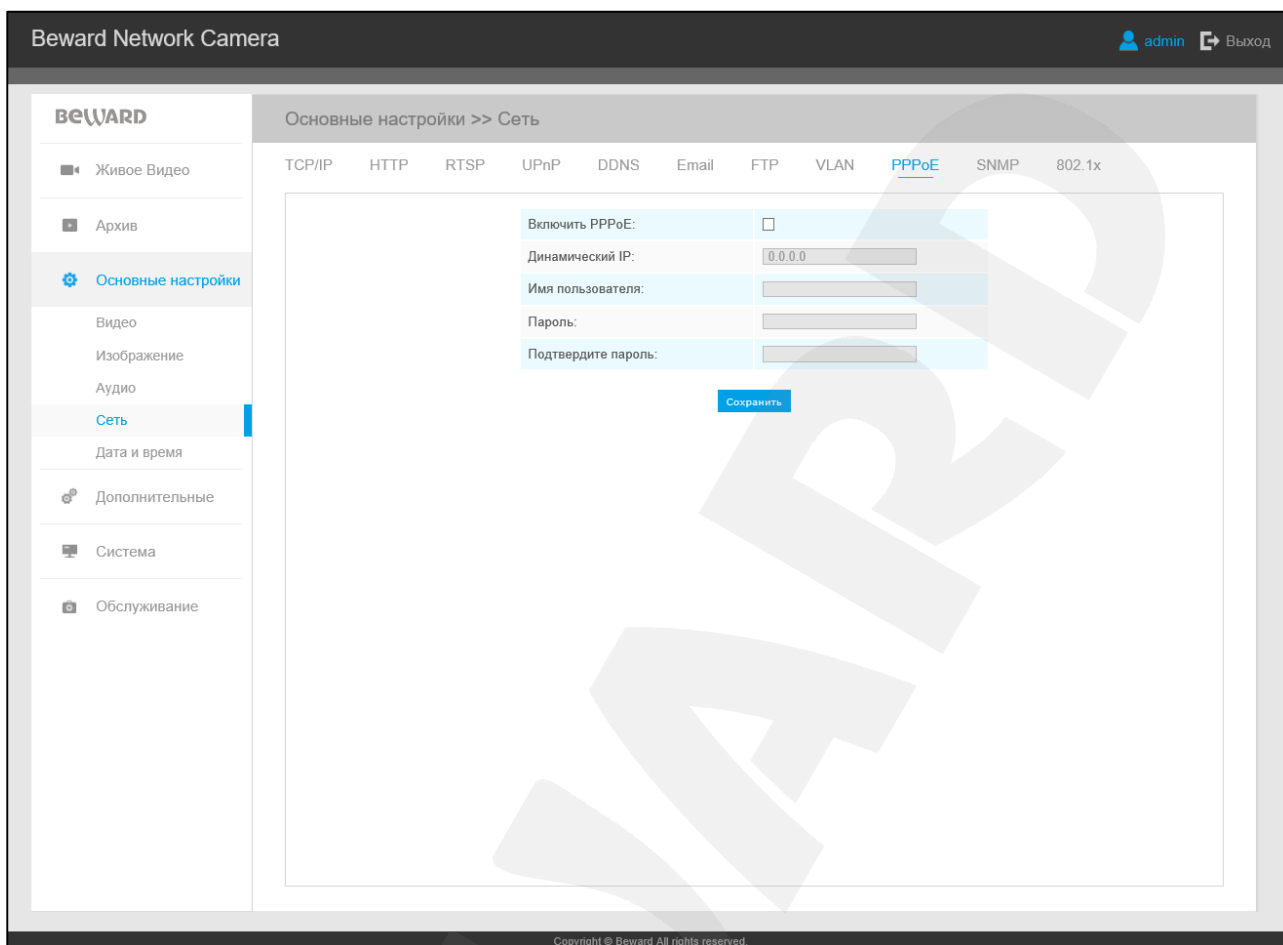 Beward Network Camera
admin Выход
BEWARD
Основные настройки >> Сеть
TCP/IP HTTP RTSP UPnP DDNS Email FTP VLAN PPPoE SNMP 802.1x
Живое Видео
Архив
Основные настройки
Видео
Изображение
Аудио
Сеть
Дата и время
Дополнительные
Система
Обслуживание
Включить PPPoE:
Динамический IP: 0.0.0.0
Имя пользователя:
Пароль:
Подтвердите пароль:
Сохранить
Copyright © Beward All rights reserved.